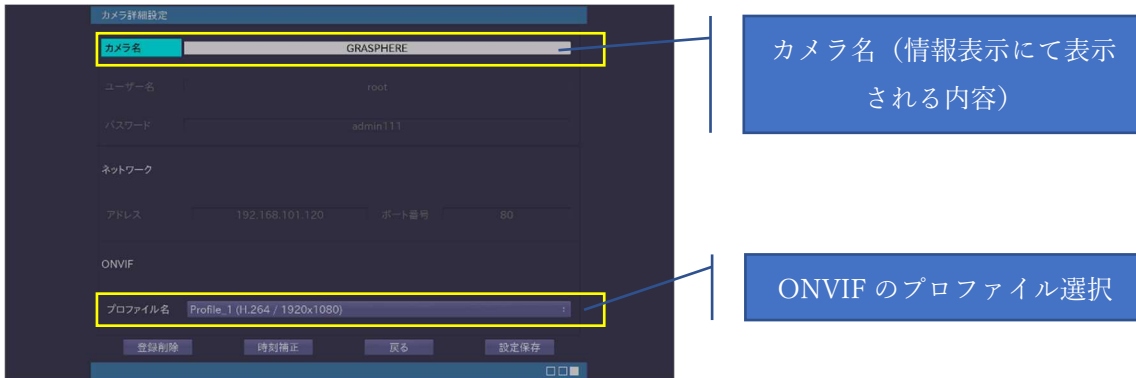 カメラ詳細設定
カメラ名 GRASPHERE
ユーザー名 root
パスワード admin111
ネットワーク
アドレス 192.168.101.120 ポート番号 80
ONVIF
プロファイル名 Profile_1 (H.264 / 1920x1080)
登録削除 時刻補正 戻る 設定保存
カメラ名（情報表示にて表示
される内容）
ONVIF のプロファイル選択